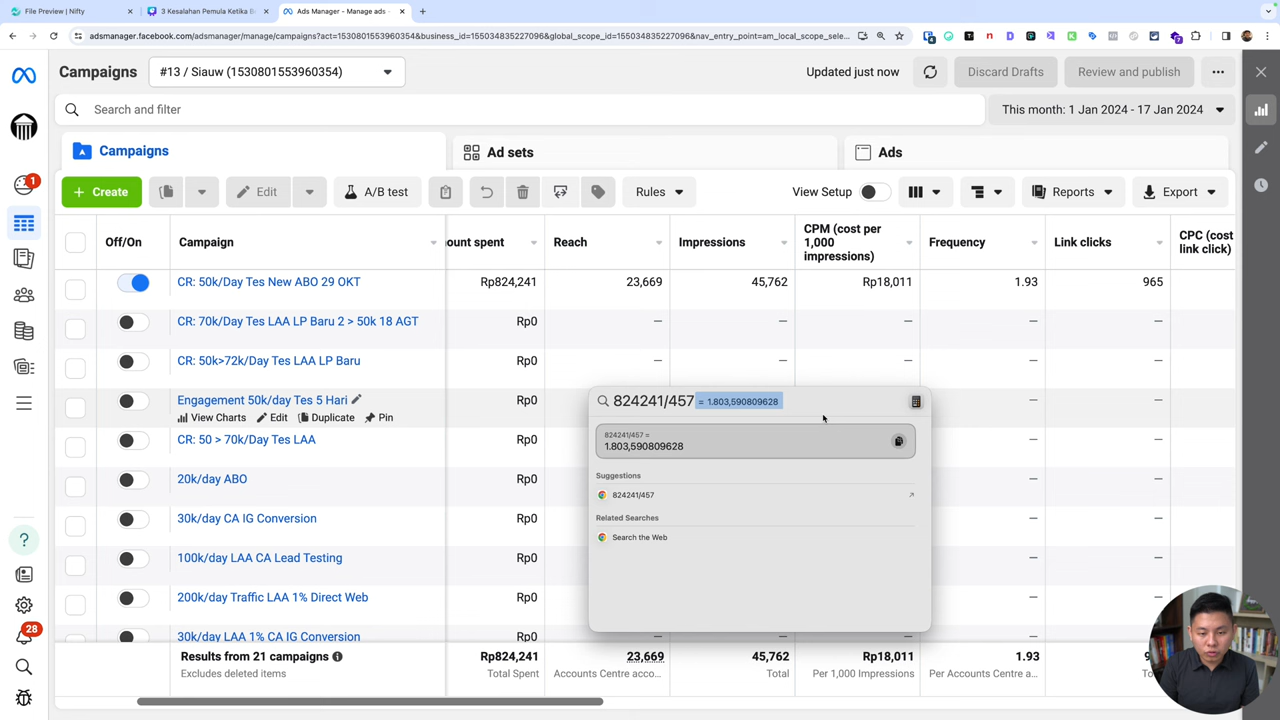 File Preview | Nifty
3 Kesalahan Pemula Ketika B
Ads Manager - Manage ads -
adsmanager.facebook.com/adsmanager/manage/campaigns?act=1530801553960354&business_id=155034835227096&global_scope_id=155034835227096&nav_entry_point=am_local_scope_sele...
Campaigns
#13 / Siauw (1530801553960354)
Updated just now
Discard Drafts
Review and publish
Search and filter
This month: 1 Jan 2024 - 17 Jan 2024
Campaigns
Ad sets
Ads
+ Create
Edit
A/B test
Rules
View Setup
Reports
Export
Off/On
Campaign
ount spent
Reach
Impressions
CPM (cost per 1,000 impressions)
Frequency
Link clicks
CPC (cost link click)
CR: 50k/Day Tes New ABO 29 OKT
Rp824,241
23,669
45,762
Rp18,011
1.93
965
CR: 70k/Day Tes LAA LP Baru 2 > 50k 18 AGT
Rp0
—
—
—
—
—
CR: 50k>72k/Day Tes LAA LP Baru
Rp0
—
—
—
—
—
Engagement 50k/day Tes 5 Hari
Rp0
View Charts
Edit
Duplicate
Pin
—
—
824241/457 = 1.803,590809628
824241/457 =
1.803,590809628
Suggestions
824241/457
Related Searches
Search the Web
CR: 50 > 70k/Day Tes LAA
Rp0
—
—
20k/day ABO
Rp0
—
—
30k/day CA IG Conversion
Rp0
—
—
100k/day LAA CA Lead Testing
Rp0
—
—
200k/day Traffic LAA 1% Direct Web
Rp0
30k/day LAA 1% CA IG Conversion
Rp0
Results from 21 campaigns
Excludes deleted items
Rp824,241
Total Spent
23,669
Accounts Centre acco...
45,762
Total
Rp18,011
Per 1,000 Impressions
1.93
Per Accounts Centre a...
1
?
28